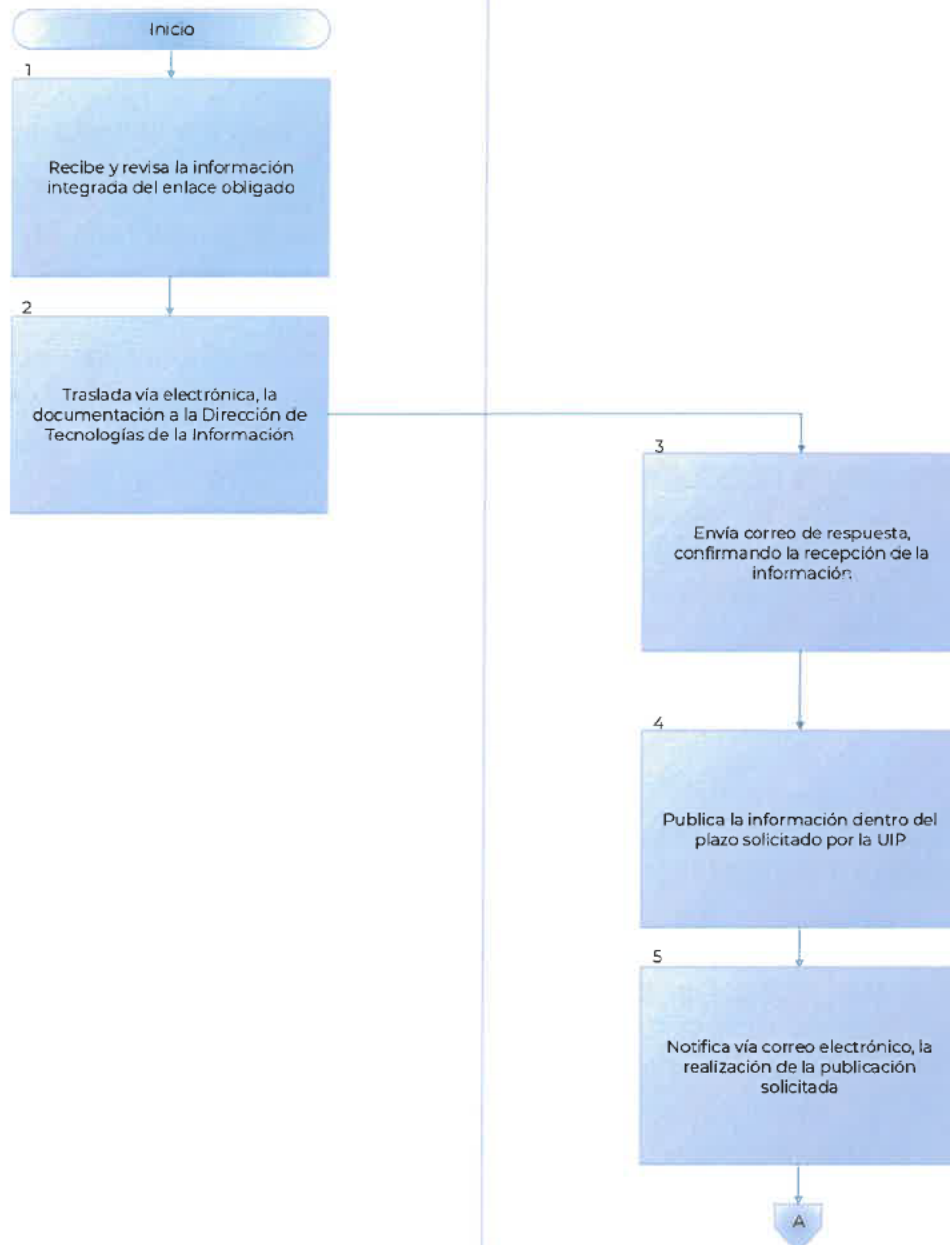 Inicio
1
Recibe y revisa la información
integrada del enlace obligado
2
Traslada vía electrónica, la
documentación a la Dirección de
Tecnologías de la Información
3
Envía correo de respuesta,
confirmando la recepción de la
información.
4
Publica la información dentro del
plazo solicitado por la UIP
5
Notifica vía correo electrónico, la
realización de la publicación
solicitada
A